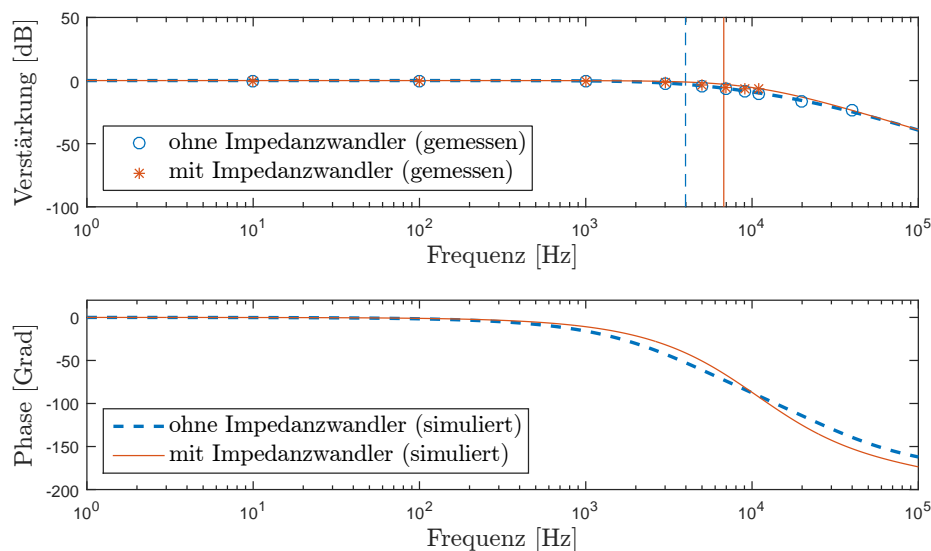 Verstärkung [dB]
50
0
-50
-100
ohne Impedanzwandler (gemessen)
mit Impedanzwandler (gemessen)
10^0
10^1
10^2
10^3
10^4
10^5
Frequenz [Hz]
Phase [Grad]
0
-50
-100
-150
-200
ohne Impedanzwandler (simuliert)
mit Impedanzwandler (simuliert)
10^0
10^1
10^2
10^3
10^4
10^5
Frequenz [Hz]